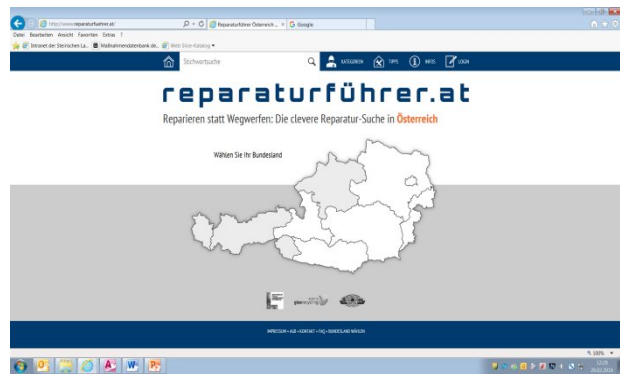 http://www.reparaturfuehrer.at/
Reparaturführer Österreich ...
Google
Datei Bearbeiten Ansicht Favoriten Extras ?
Intranet der Steirischen La... Maßnahmendatenbank de... Web Slice-Katalog
Stichwortsuche
KATEGORIEN TIPPS INFOS LOGIN
reparaturführer.at
Reparieren statt Wegwerfen: Die clevere Reparatur-Suche in Österreich
Wählen Sie Ihr Bundesland
IMPRESSUM • AGB • KONTAKT • FAQ • BUNDESLAND WÄHLEN
100%